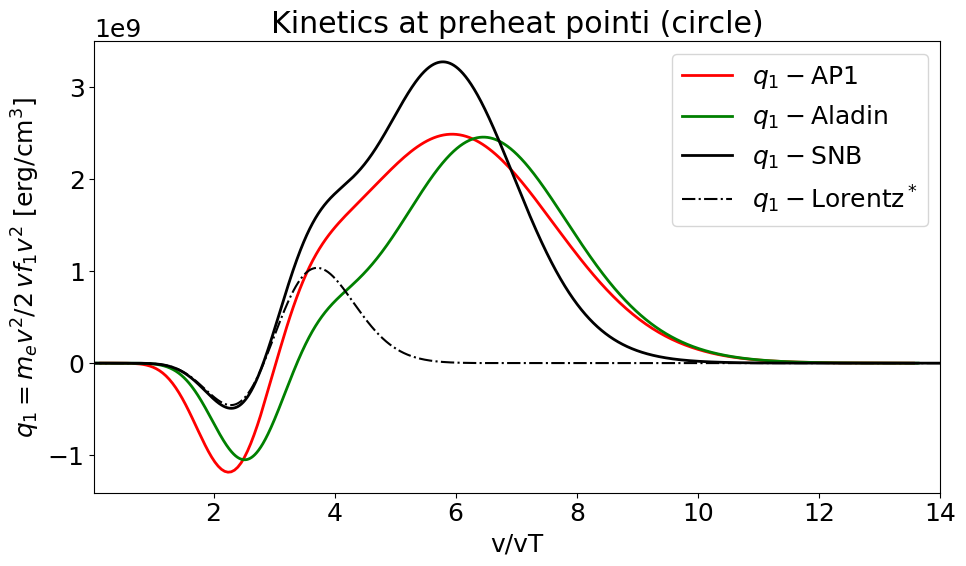 Kinetics at preheat pointi (circle)
1e9
q₁ = mₑv²/2 vf₁v² [erg/cm³]
3
2
1
0
−1
q₁ − AP1
q₁ − Aladin
q₁ − SNB
q₁ − Lorentz*
2 4 6 8 10 12 14
v/vT